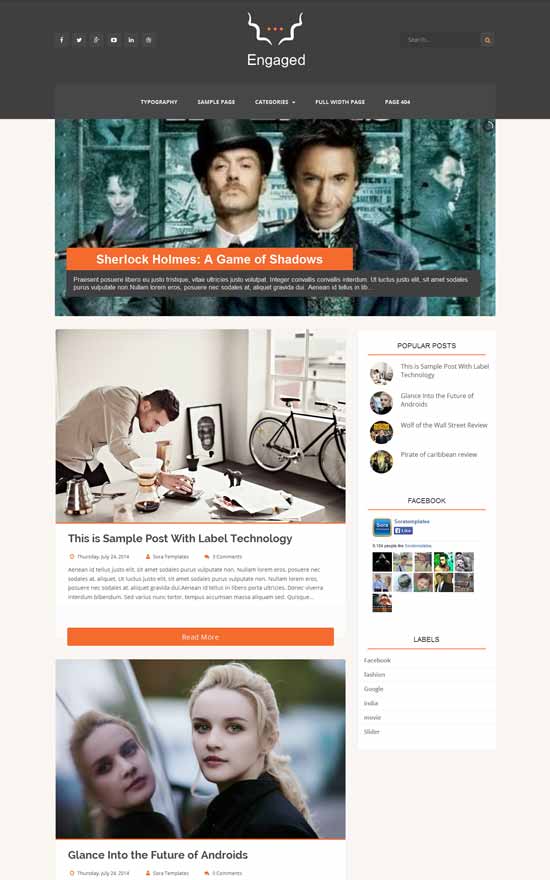 Search...
Engaged
TYPOGRAPHY SAMPLE PAGE CATEGORIES FULL WIDTH PAGE PAGE 404
Sherlock Holmes: A Game of Shadows
Praesent posuere libero eu justo tristique, vitae ultricies justo volutpat. Integer convallis convallis interdum. Ut luctus justo elit, sit amet sodales
purus vulputate non.Nullam lorem eros, posuere nec sodales at, aliquet gravida dui. Aenean id tellus in lib...
This is Sample Post With Label Technology
Thursday, July 24, 2014 Sora Templates 3 Comments
Aenean id tellus justo elit, sit amet sodales purus vulputate non. Nullam lorem eros, posuere nec
sodales at, aliquet, Ut luctus justo elit, sit amet sodales purus vulputate non. Nullam lorem eros,
posuere nec sodales at, aliquet gravida dui.Aenean id tellus in libero porta ultricies. Donec viverra
interdum bibendum. Sed varius nunc tortor, tempus accumsan massa aliquam sed. Quisque...
Read More
Glance Into the Future of Androids
Thursday, July 24, 2014 Sora Templates 3 Comments
POPULAR POSTS
This is Sample Post With Label
Technology
Glance Into the Future of
Androids
Wolf of the Wall Street Review
Pirate of caribbean review
FACEBOOK
Sora
Soratemplates
Like
people like Soratemplates
LABELS
Facebook
fashion
Google
india
movie
Slider